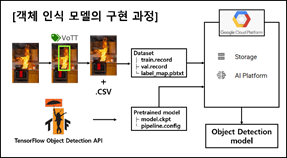 [객체 인식 모델의 구현 과정]
VoTT
+
.CSV
Dataset
train.record
val.record
label_map.pbtxt
Google Cloud Platform
Storage
AI Platform
Pretrained model
model.ckpt
pipeline.config
TensorFlow Object Detection API
Object Detection
model